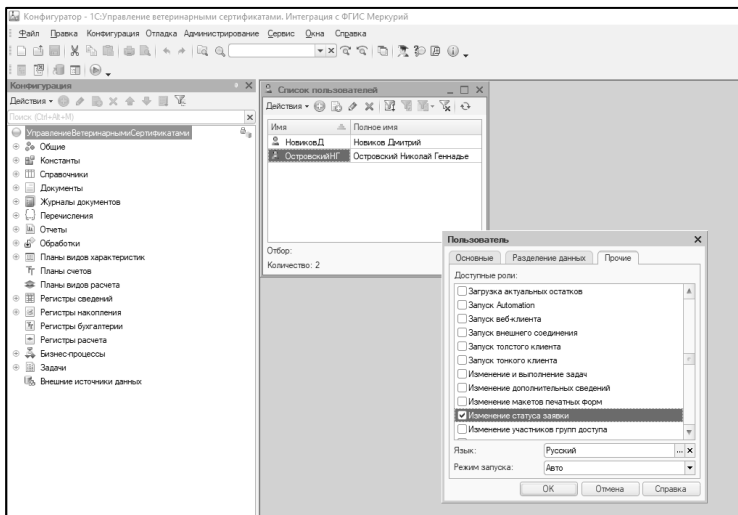 Конфигуратор - 1С:Управление ветеринарными сертификатами. Интеграция с ФГИС Меркурий
Файл Правка Конфигурация Отладка Администрирование Сервис Окна Справка
Конфигурация
Действия
Поиск (Ctrl+Alt+M)
УправлениеВетеринарнымиСертификатами
Общие
Константы
Справочники
Документы
Журналы документов
Перечисления
Отчеты
Обработки
Планы видов характеристик
Планы счетов
Планы видов расчета
Регистры сведений
Регистры накопления
Регистры бухгалтерии
Регистры расчета
Бизнес-процессы
Задачи
Внешние источники данных
Список пользователей
Действия
Имя Полное имя
НовиковД Новиков Дмитрий
ОстровскийНГ Островский Николай Геннадье
Отбор:
Количество: 2
Пользователь
Основные Разделение данных Прочие
Доступные роли:
Загрузка актуальных остатков
Запуск Automation
Запуск веб-клиента
Запуск внешнего соединения
Запуск толстого клиента
Запуск тонкого клиента
Изменение и выполнение задач
Изменение дополнительных сведений
Изменение макетов печатных форм
Изменение статуса заявки
Изменение участников групп доступа
Язык: Русский
Режим запуска: Авто
ОК Отмена Справка